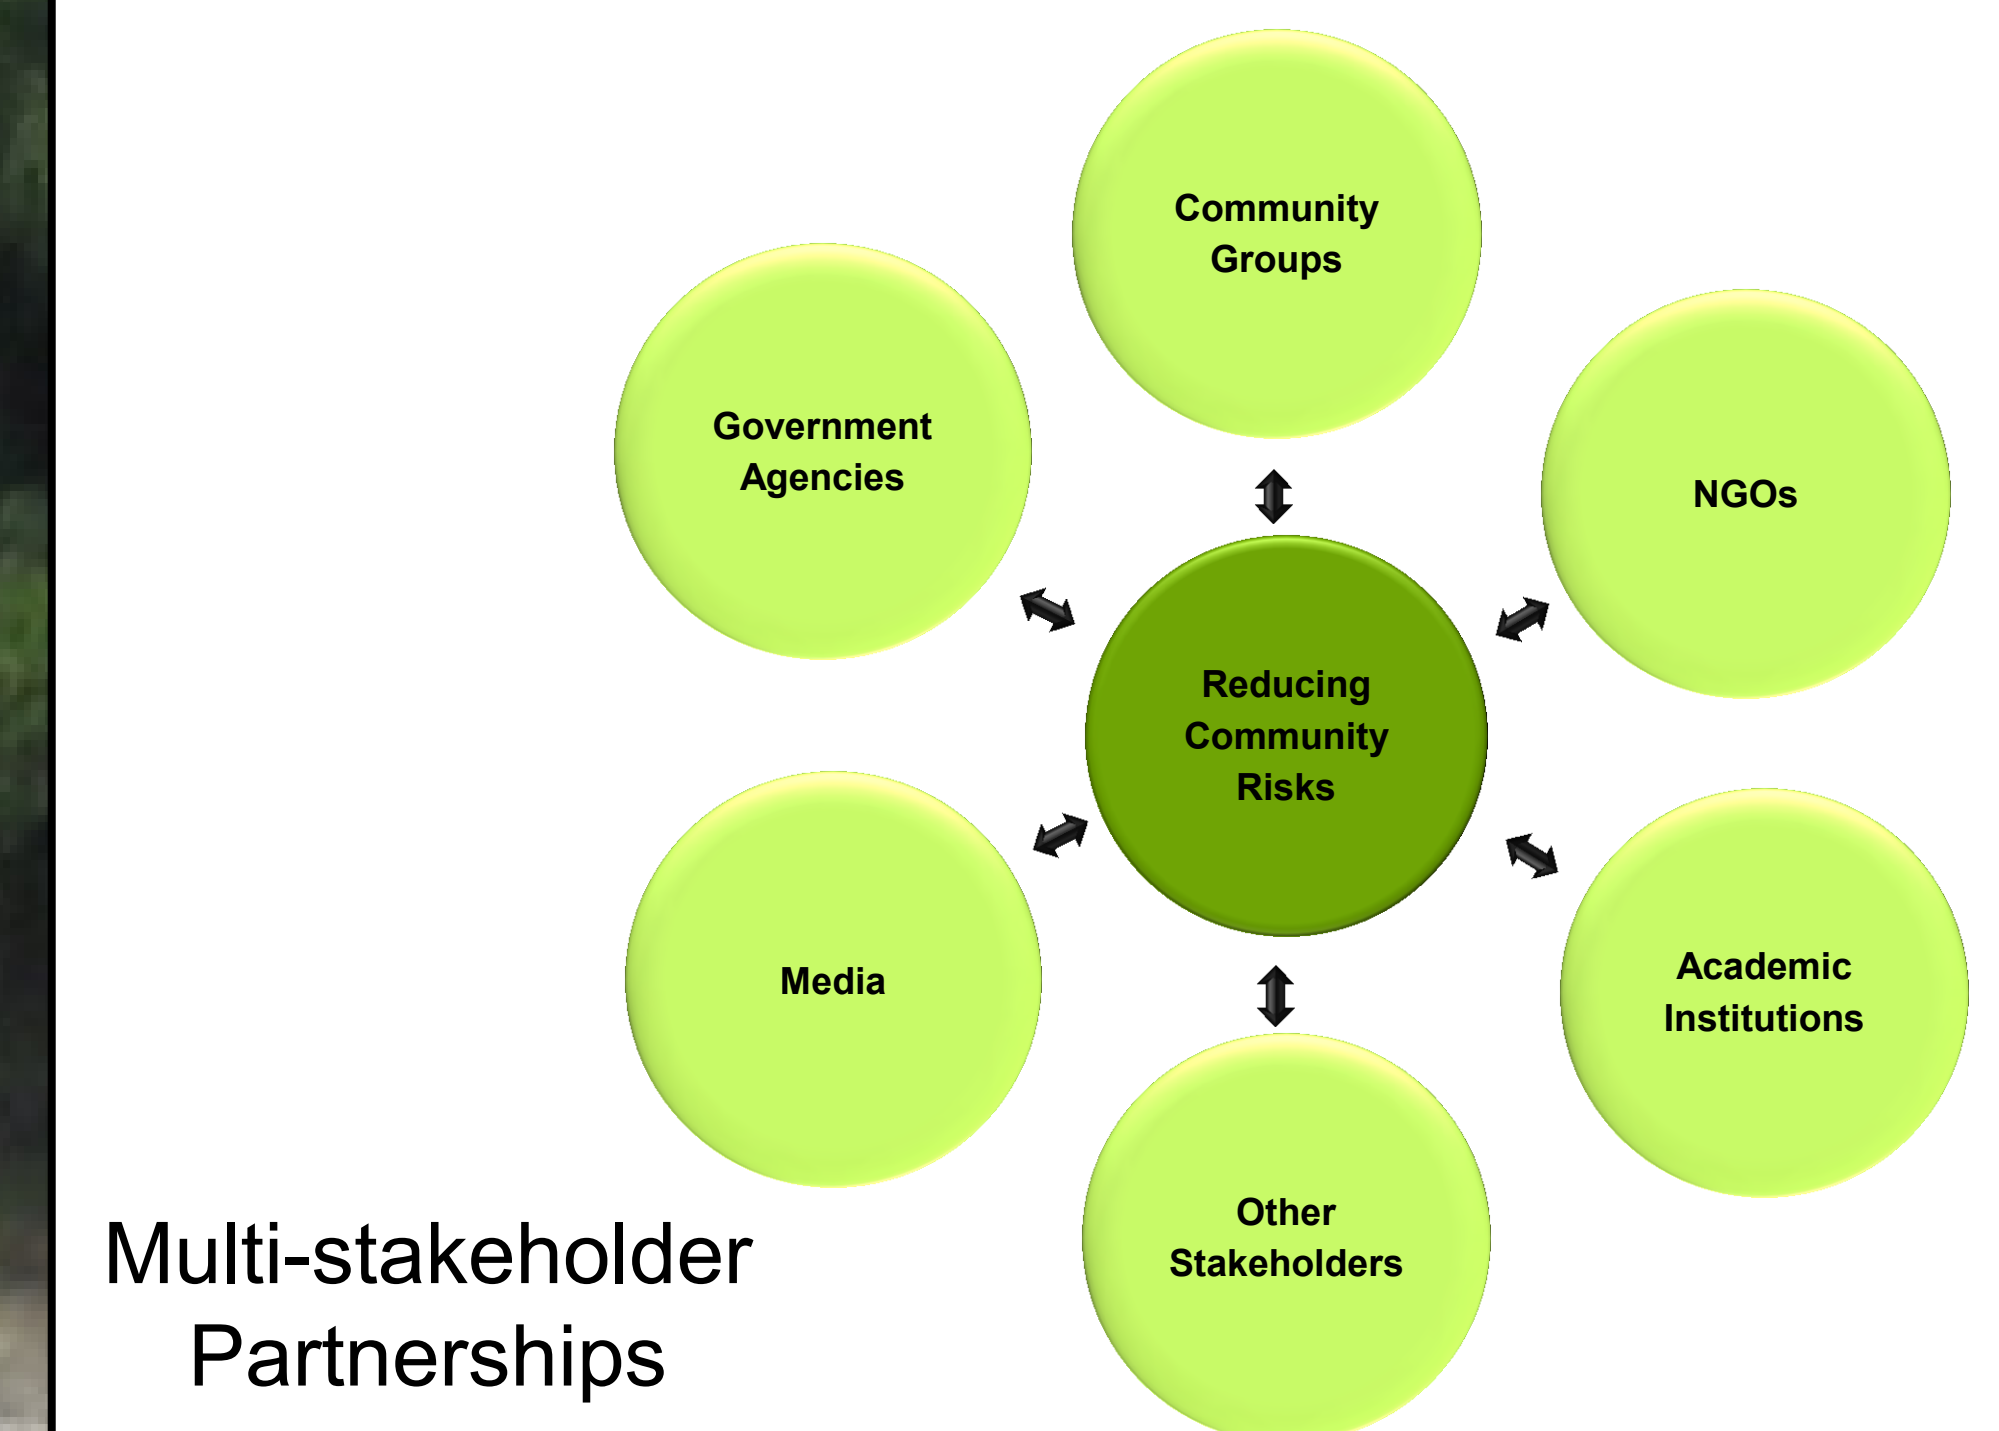 Community
Groups
Government
Agencies
NGOs
Reducing
Community
Risks
Media
Academic
Institutions
Other
Stakeholders
Multi-stakeholder
Partnerships